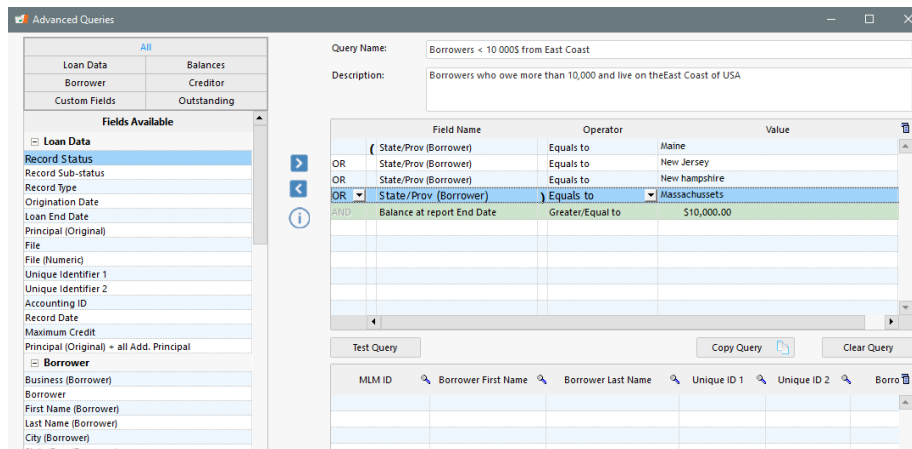 Advanced Queries
All
Loan Data Balances
Borrower Creditor
Custom Fields Outstanding
Fields Available
Loan Data
Record Status
Record Sub-status
Record Type
Origination Date
Loan End Date
Principal (Original)
File
File (Numeric)
Unique Identifier 1
Unique Identifier 2
Accounting ID
Record Date
Maximum Credit
Principal (Original) + all Add. Principal
Borrower
Business (Borrower)
Borrower
First Name (Borrower)
Last Name (Borrower)
City (Borrower)
Query Name: Borrowers < 10 000$ from East Coast
Description: Borrowers who owe more than 10,000 and live on theEast Coast of USA
Field Name Operator Value
( State/Prov (Borrower) Equals to Maine
OR State/Prov (Borrower) Equals to New Jersey
OR State/Prov (Borrower) Equals to New hampshire
OR State/Prov (Borrower) ) Equals to Massachussets
AND Balance at report End Date Greater/Equal to $10,000.00
Test Query Copy Query Clear Query
MLM ID Borrower First Name Borrower Last Name Unique ID 1 Unique ID 2 Borro